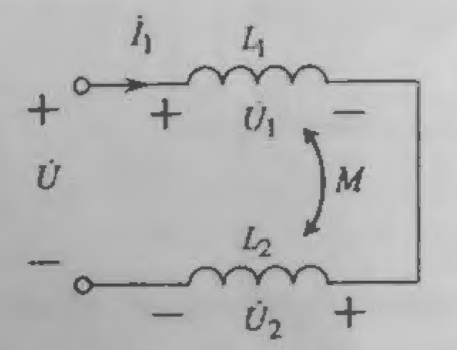 İ₁ L₁
+ + U̇₁ −
U̇ M
− L₂
− U̇₂ +